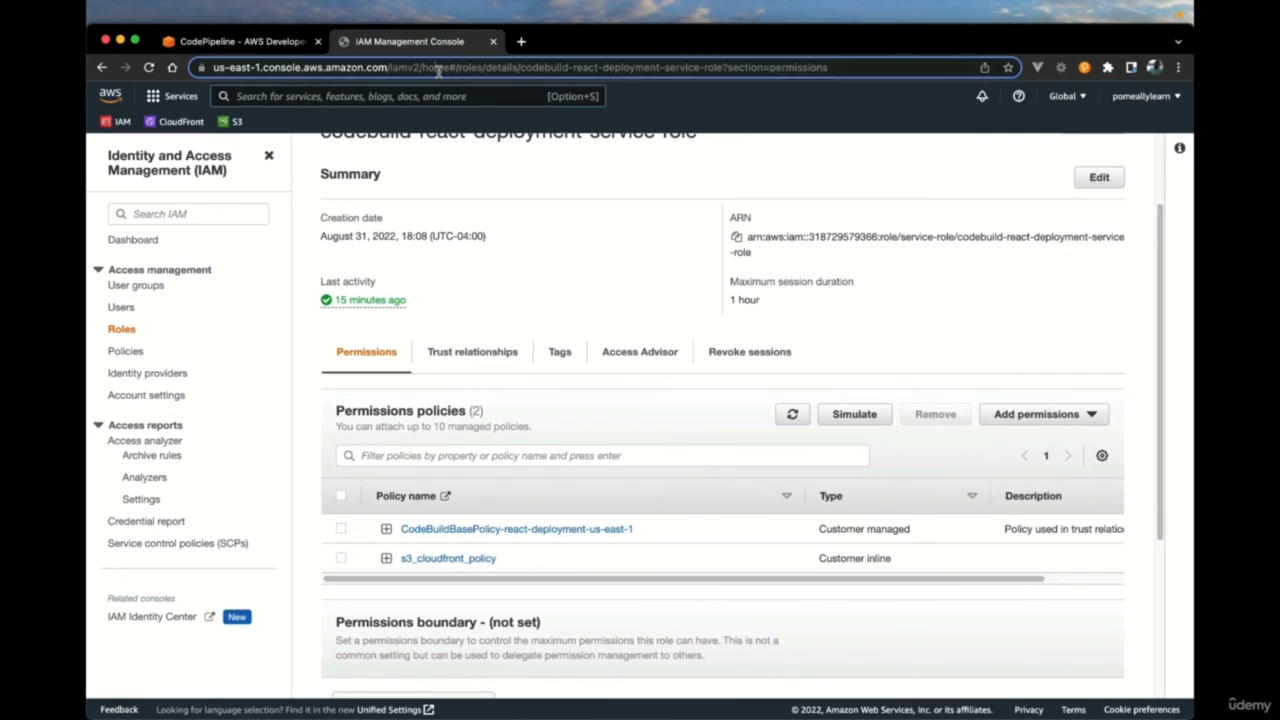 CodePipeline - AWS Develope
IAM Management Console
us-east-1.console.aws.amazon.com/iamv2/home#/roles/details/codebuild-react-deployment-service-role?section=permissions
aws
Services
Search for services, features, blogs, docs, and more
[Option+S]
Global
pomeallylearn
IAM
CloudFront
S3
Identity and Access
Management (IAM)
Search IAM
Dashboard
Access management
User groups
Users
Roles
Policies
Identity providers
Account settings
Access reports
Access analyzer
Archive rules
Analyzers
Settings
Credential report
Service control policies (SCPs)
Related consoles
IAM Identity Center
New
codebuild-react-deployment-service-role
Summary
Edit
Creation date
August 31, 2022, 18:08 (UTC-04:00)
ARN
arn:aws:iam::318729579366:role/service-role/codebuild-react-deployment-service
-role
Last activity
15 minutes ago
Maximum session duration
1 hour
Permissions
Trust relationships
Tags
Access Advisor
Revoke sessions
Permissions policies (2)
You can attach up to 10 managed policies.
Simulate
Remove
Add permissions
Filter policies by property or policy name and press enter
1
Policy name
Type
Description
CodeBuildBasePolicy-react-deployment-us-east-1
Customer managed
Policy used in trust relation
s3_cloudfront_policy
Customer inline
Permissions boundary - (not set)
Set a permissions boundary to control the maximum permissions this role can have. This is not a
common setting but can be used to delegate permission management to others.
Feedback
Looking for language selection? Find it in the new Unified Settings
© 2022, Amazon Web Services, Inc. or its affiliates.
Privacy
Terms
Cookie preferences
ûdemy